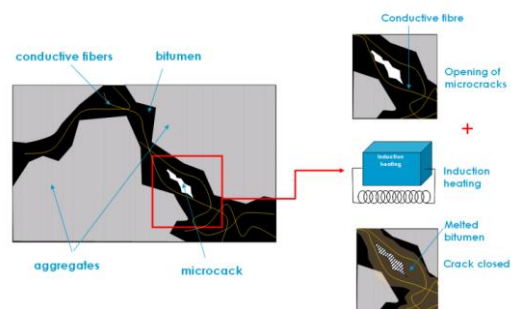 conductive fibers
bitumen
aggregates
microcack
Conductive fibre
Opening of
microcracks
+
Induction
heating
Induction
heating
Melted
bitumen
Crack closed